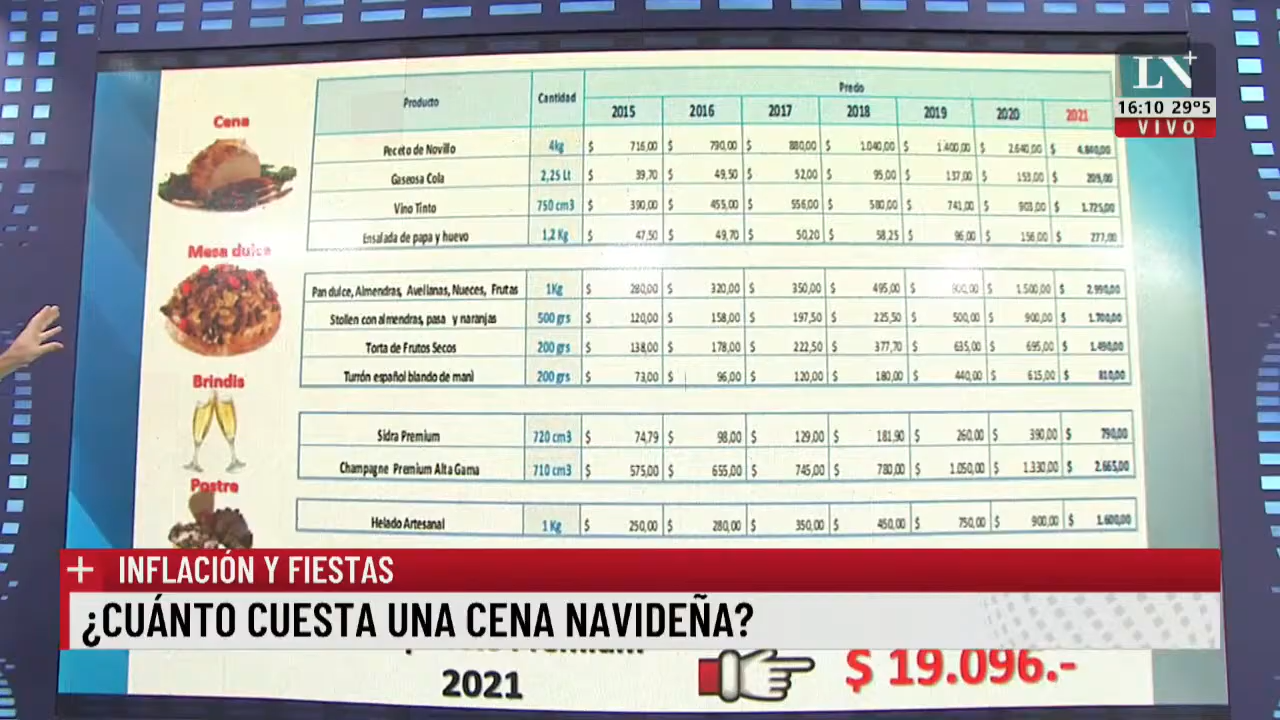 LN+
16:10 29°5
VIVO
Producto Cantidad Precio
2015 2016 2017 2018 2019 2020 2021
Cena
Peceto de Novillo 4kg $ 716,00 $ 790,00 $ 880,00 $ 1.040,00 $ 1.400,00 $ 2.640,00 $ 4.840,00
Gaseosa Cola 2,25 Lt $ 39,70 $ 49,50 $ 52,00 $ 95,00 $ 137,00 $ 153,00 $ 209,00
Vino Tinto 750 cm3 $ 390,00 $ 455,00 $ 556,00 $ 580,00 $ 741,00 $ 903,00 $ 1.725,00
Ensalada de papa y huevo 1,2 Kg $ 47,50 $ 49,70 $ 50,20 $ 58,25 $ 96,00 $ 156,00 $ 277,00
Mesa dulce
Pan dulce, Almendras, Avellanas, Nueces, Frutas 1Kg $ 280,00 $ 320,00 $ 350,00 $ 495,00 $ 900,00 $ 1.500,00 $ 2.990,00
Stollen con almendras, pasa y naranjas 500 grs $ 120,00 $ 158,00 $ 197,50 $ 225,50 $ 500,00 $ 900,00 $ 1.700,00
Torta de Frutos Secos 200 grs $ 138,00 $ 178,00 $ 222,50 $ 377,70 $ 635,00 $ 695,00 $ 1.490,00
Turrón español blando de maní 200 grs $ 73,00 $ 96,00 $ 120,00 $ 180,00 $ 440,00 $ 615,00 $ 810,00
Brindis
Sidra Premium 720 cm3 $ 74,79 $ 98,00 $ 129,00 $ 181,90 $ 260,00 $ 390,00 $ 790,00
Champagne Premium Alta Gama 710 cm3 $ 575,00 $ 655,00 $ 745,00 $ 780,00 $ 1.050,00 $ 1.330,00 $ 2.665,00
Postre
Helado Artesanal 1 Kg $ 250,00 $ 280,00 $ 350,00 $ 450,00 $ 750,00 $ 900,00 $ 1.600,00
+ INFLACIÓN Y FIESTAS
¿CUÁNTO CUESTA UNA CENA NAVIDEÑA?
2021
$ 19.096.-